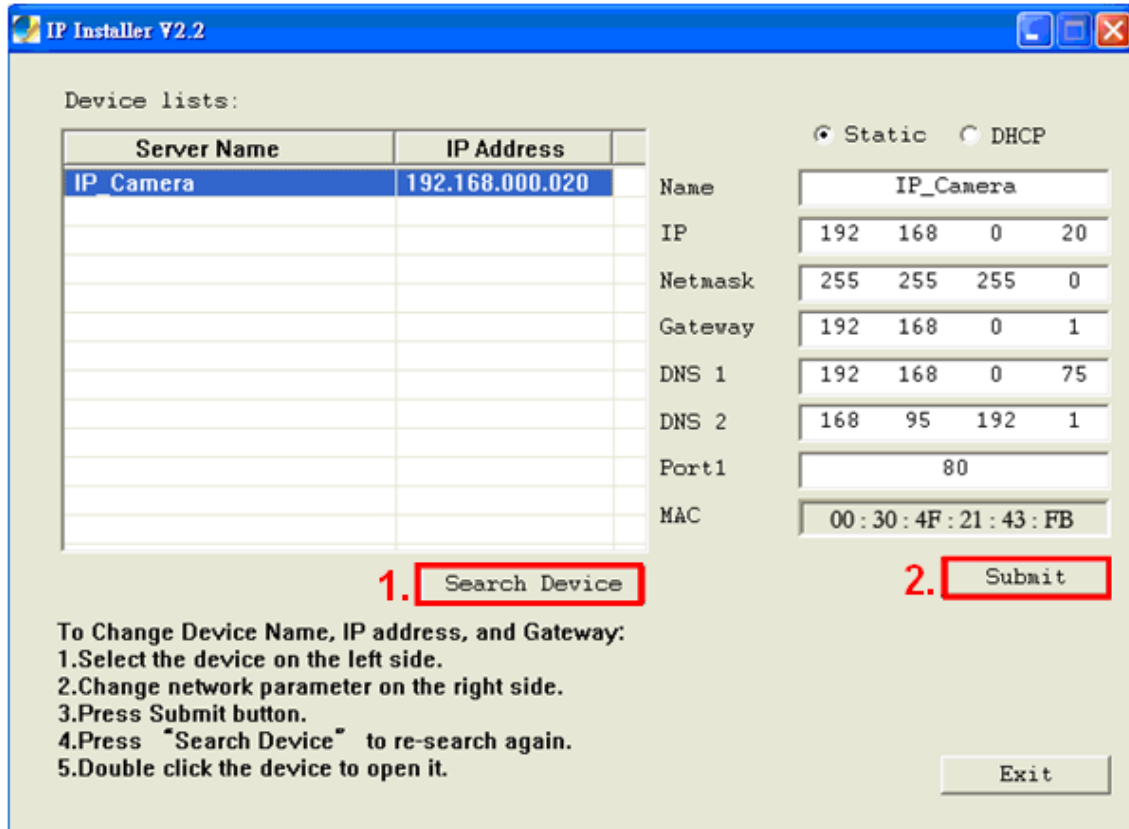 IP Installer V2.2
Device lists:
Server Name IP Address
IP_Camera 192.168.000.020
Static DHCP
Name IP_Camera
IP 192 168 0 20
Netmask 255 255 255 0
Gateway 192 168 0 1
DNS 1 192 168 0 75
DNS 2 168 95 192 1
Port1 80
MAC 00 : 30 : 4F : 21 : 43 : FB
1. Search Device
2. Submit
To Change Device Name, IP address, and Gateway:
1.Select the device on the left side.
2.Change network parameter on the right side.
3.Press Submit button.
4.Press “Search Device” to re-search again.
5.Double click the device to open it.
Exit